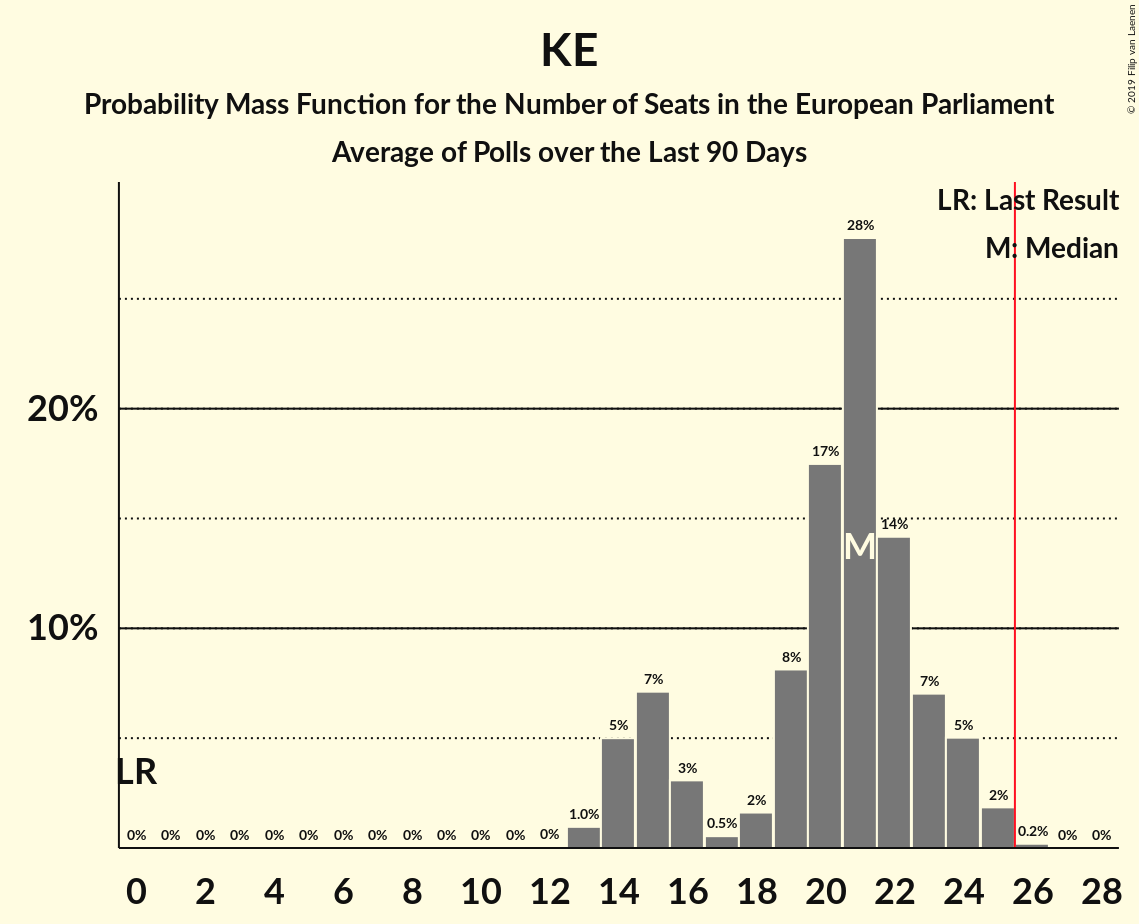 KE
Probability Mass Function for the Number of Seats in the European Parliament
Average of Polls over the Last 90 Days
© 2019 Filip van Laenen
LR: Last Result
M: Median
28%
20%
17%
14%
M
10%
8%
7%
7%
5%
5%
3%
2%
2%
LR
1.0%
0.5%
0.2%
0% 0% 0% 0% 0% 0% 0% 0% 0% 0% 0% 0% 0% 0% 0%
0 2 4 6 8 10 12 14 16 18 20 22 24 26 28